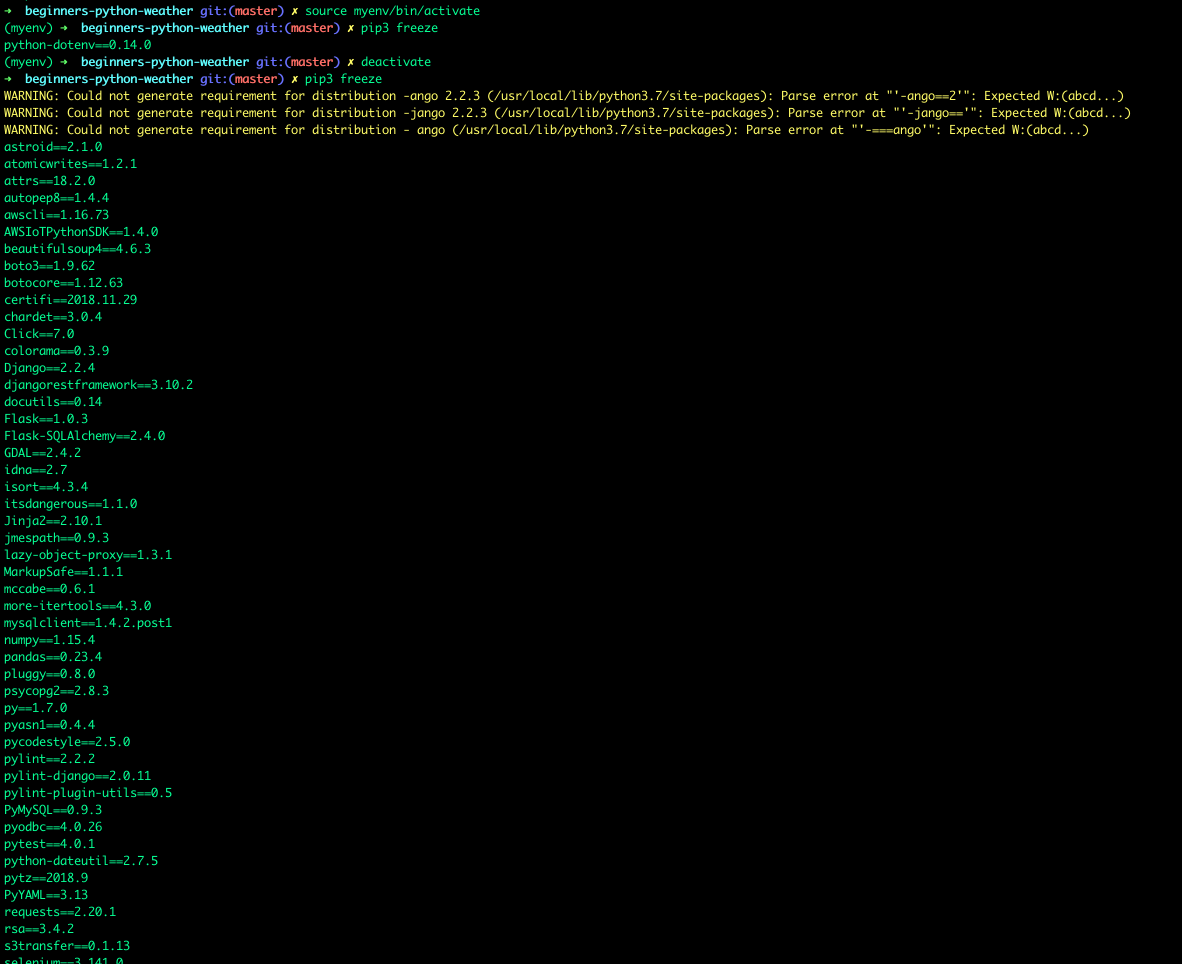 ➜  beginners-python-weather git:(master) ✗ source myenv/bin/activate
(myenv) ➜  beginners-python-weather git:(master) ✗ pip3 freeze
python-dotenv==0.14.0
(myenv) ➜  beginners-python-weather git:(master) ✗ deactivate
➜  beginners-python-weather git:(master) ✗ pip3 freeze
WARNING: Could not generate requirement for distribution -ango 2.2.3 (/usr/local/lib/python3.7/site-packages): Parse error at "'-ango==2'": Expected W:(abcd...)
WARNING: Could not generate requirement for distribution -jango 2.2.3 (/usr/local/lib/python3.7/site-packages): Parse error at "'-jango=='": Expected W:(abcd...)
WARNING: Could not generate requirement for distribution - ango (/usr/local/lib/python3.7/site-packages): Parse error at "'-===ango'": Expected W:(abcd...)
astroid==2.1.0
atomicwrites==1.2.1
attrs==18.2.0
autopep8==1.4.4
awscli==1.16.73
AWSIoTPythonSDK==1.4.0
beautifulsoup4==4.6.3
boto3==1.9.62
botocore==1.12.63
certifi==2018.11.29
chardet==3.0.4
Click==7.0
colorama==0.3.9
Django==2.2.4
djangorestframework==3.10.2
docutils==0.14
Flask==1.0.3
Flask-SQLAlchemy==2.4.0
GDAL==2.4.2
idna==2.7
isort==4.3.4
itsdangerous==1.1.0
Jinja2==2.10.1
jmespath==0.9.3
lazy-object-proxy==1.3.1
MarkupSafe==1.1.1
mccabe==0.6.1
more-itertools==4.3.0
mysqlclient==1.4.2.post1
numpy==1.15.4
pandas==0.23.4
pluggy==0.8.0
psycopg2==2.8.3
py==1.7.0
pyasn1==0.4.4
pycodestyle==2.5.0
pylint==2.2.2
pylint-django==2.0.11
pylint-plugin-utils==0.5
PyMySQL==0.9.3
pyodbc==4.0.26
pytest==4.0.1
python-dateutil==2.7.5
pytz==2018.9
PyYAML==3.13
requests==2.20.1
rsa==3.4.2
s3transfer==0.1.13
selenium==3.141.0